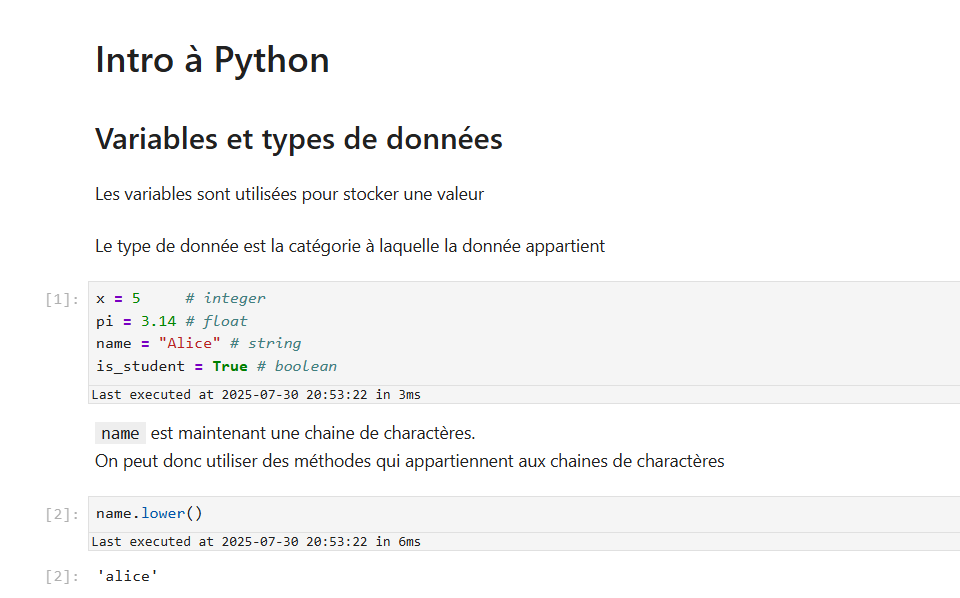 Intro à Python
Variables et types de données
Les variables sont utilisées pour stocker une valeur
Le type de donnée est la catégorie à laquelle la donnée appartient
[1]: x = 5     # integer
pi = 3.14 # float
name = "Alice" # string
is_student = True # boolean
Last executed at 2025-07-30 20:53:22 in 3ms
name est maintenant une chaine de charactères.
On peut donc utiliser des méthodes qui appartiennent aux chaines de charactères
[2]: name.lower()
Last executed at 2025-07-30 20:53:22 in 6ms
[2]: 'alice'